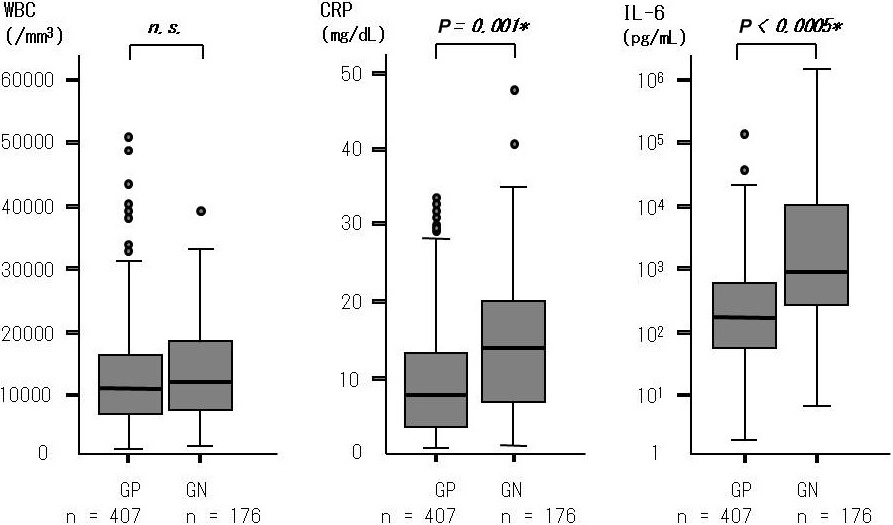 WBC
(/mm³)
n.s.
60000
50000
40000
30000
20000
10000
0
GP GN
n = 407 n = 176
CRP
(mg/dL)
P = 0.001*
50
40
30
20
10
0
GP GN
n = 407 n = 176
IL-6
(pg/mL)
P < 0.0005*
10⁶
10⁵
10⁴
10³
10²
10¹
1
GP GN
n = 407 n = 176